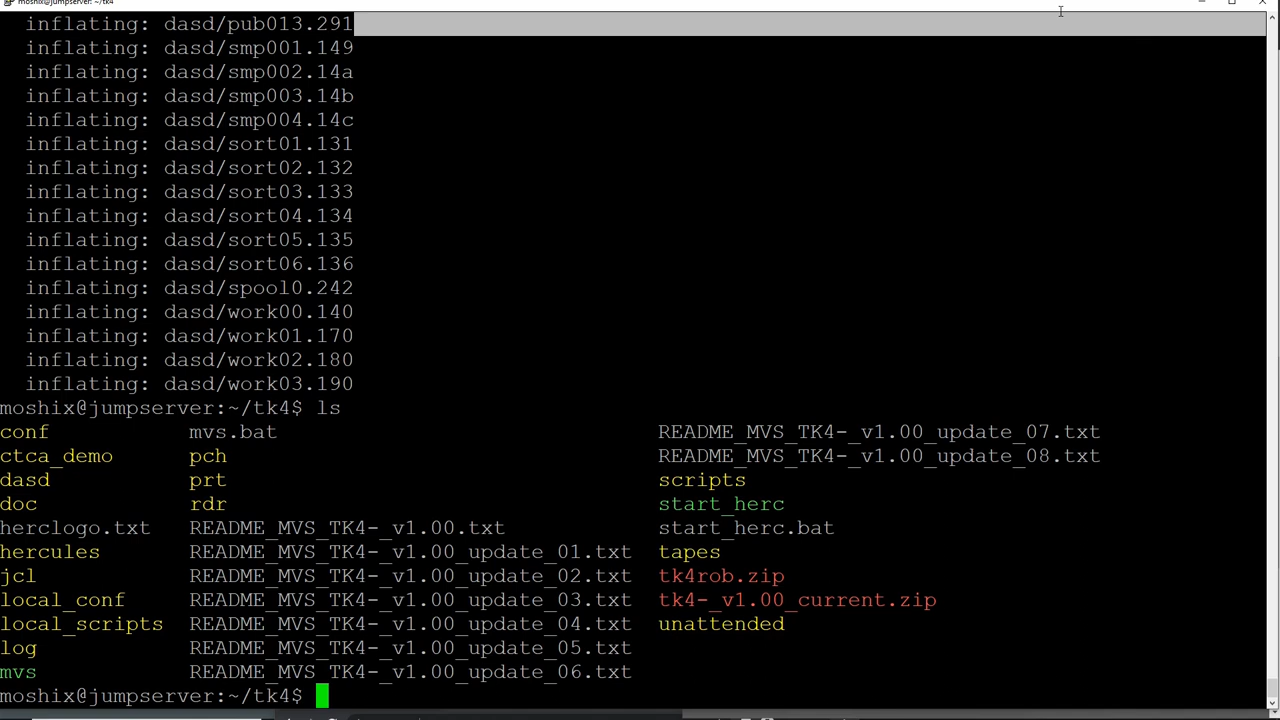 moshix@jumpserver: ~/tk4
inflating: dasd/pub013.291
inflating: dasd/smp001.149
inflating: dasd/smp002.14a
inflating: dasd/smp003.14b
inflating: dasd/smp004.14c
inflating: dasd/sort01.131
inflating: dasd/sort02.132
inflating: dasd/sort03.133
inflating: dasd/sort04.134
inflating: dasd/sort05.135
inflating: dasd/sort06.136
inflating: dasd/spool0.242
inflating: dasd/work00.140
inflating: dasd/work01.170
inflating: dasd/work02.180
inflating: dasd/work03.190
moshix@jumpserver:~/tk4$ ls
conf mvs.bat README_MVS_TK4-_v1.00_update_07.txt
ctca_demo pch README_MVS_TK4-_v1.00_update_08.txt
dasd prt scripts
doc rdr start_herc
herclogo.txt README_MVS_TK4-_v1.00.txt start_herc.bat
hercules README_MVS_TK4-_v1.00_update_01.txt tapes
jcl README_MVS_TK4-_v1.00_update_02.txt tk4rob.zip
local_conf README_MVS_TK4-_v1.00_update_03.txt tk4-_v1.00_current.zip
local_scripts README_MVS_TK4-_v1.00_update_04.txt unattended
log README_MVS_TK4-_v1.00_update_05.txt
mvs README_MVS_TK4-_v1.00_update_06.txt
moshix@jumpserver:~/tk4$